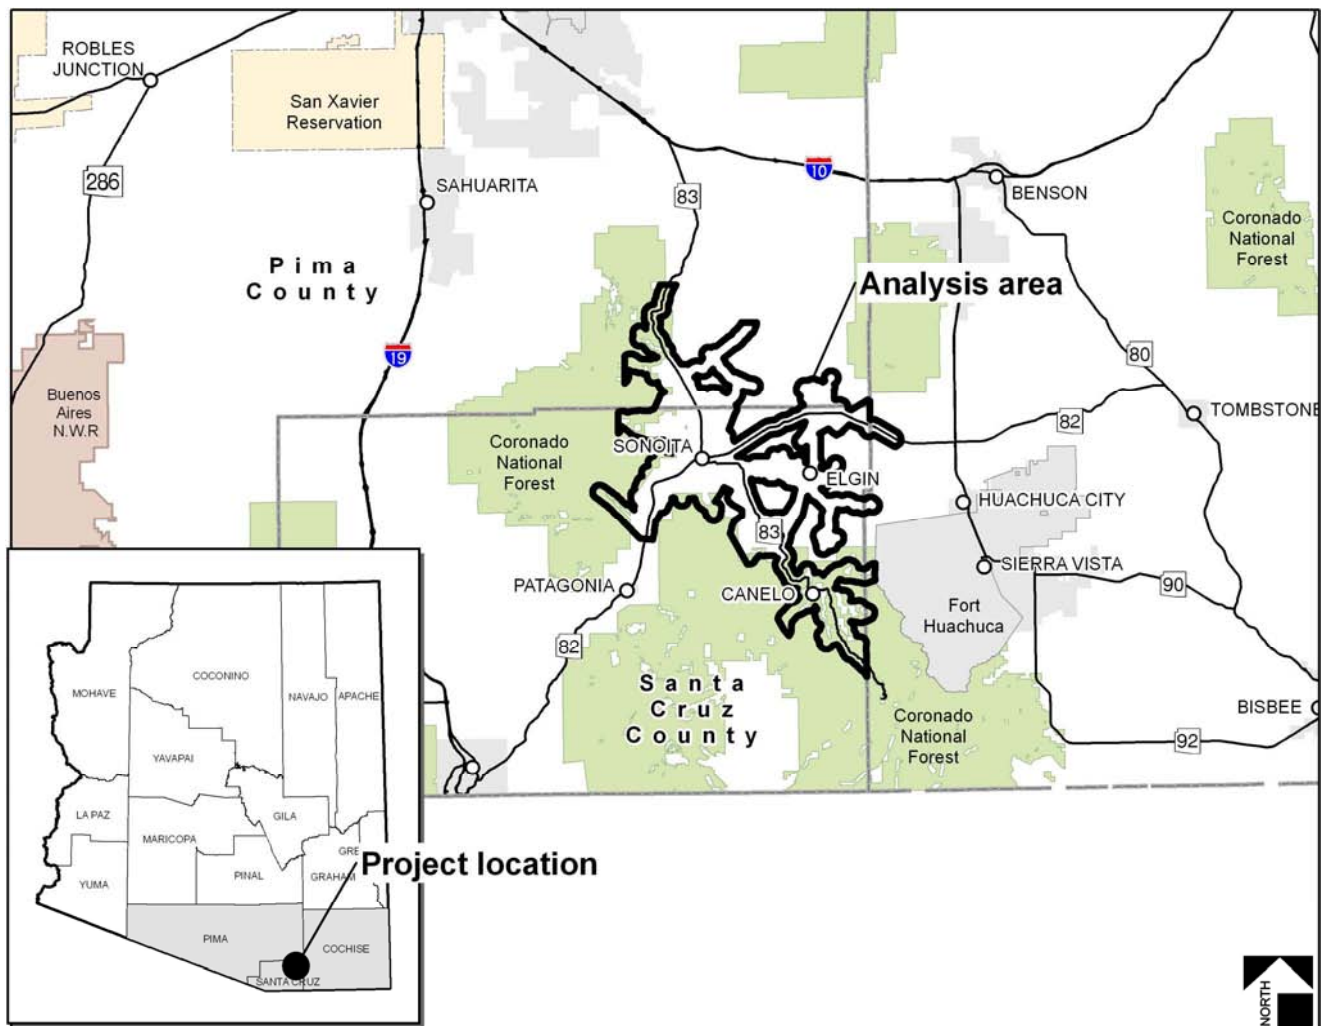 ROBLES
JUNCTION
San Xavier
Reservation
286
SAHUARITA
83
10
BENSON
Coronado
National
Forest
Pima
County
Analysis area
19
80
Buenos
Aires
N.W.R
82
TOMBSTONE
Coronado
National
Forest
SONOITA
ELGIN
HUACHUCA CITY
83
SIERRA VISTA
PATAGONIA
CANELO
90
Fort
Huachuca
82
Santa
Cruz
County
Coronado
National
Forest
BISBEE
92
MOHAVE
COCONINO
NAVAJO
APACHE
YAVAPAI
LA PAZ
GILA
MARICOPA
GRE
Project location
PINAL
GRAHAM
YUMA
PIMA
COCHISE
SANTA CRUZ
NORTH